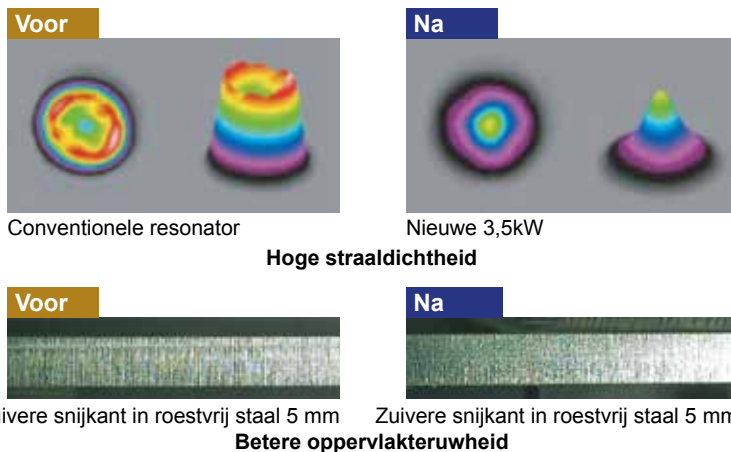 Voor
Na
Conventionele resonator
Nieuwe 3,5kW
Hoge straaldichtheid
Voor
Na
ivere snijkant in roestvrij staal 5 mm
Zuivere snijkant in roestvrij staal 5 mm
Betere oppervlakteruwheid